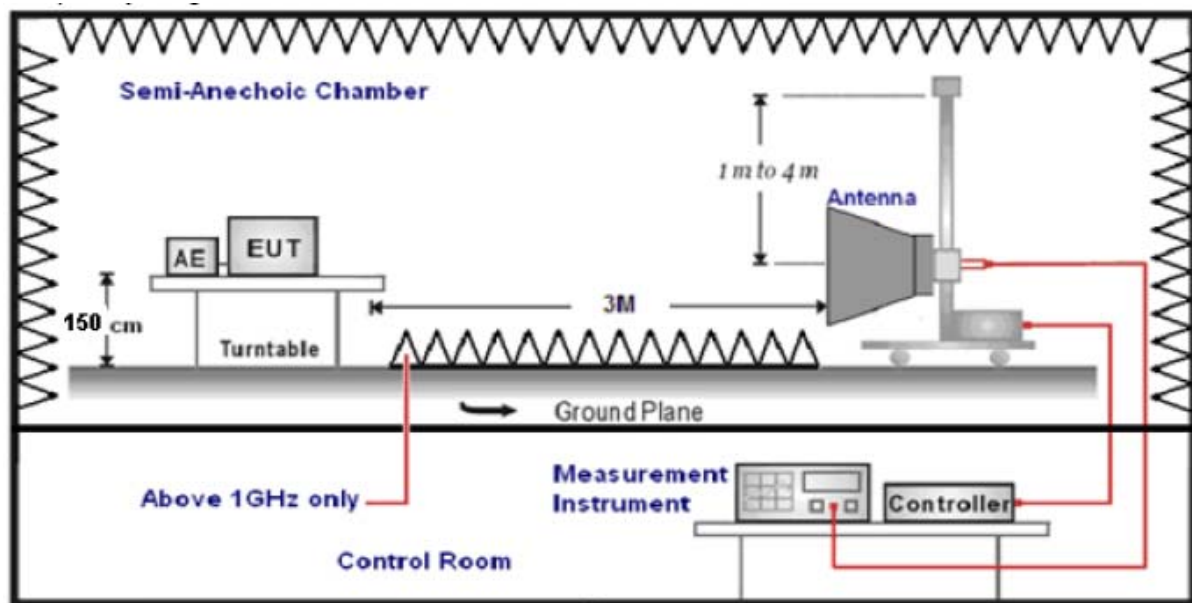 Semi-Anechoic Chamber
1 m to 4 m
Antenna
AE
EUT
150 cm
3M
Turntable
Ground Plane
Above 1GHz only
Measurement
Instrument
Controller
Control Room